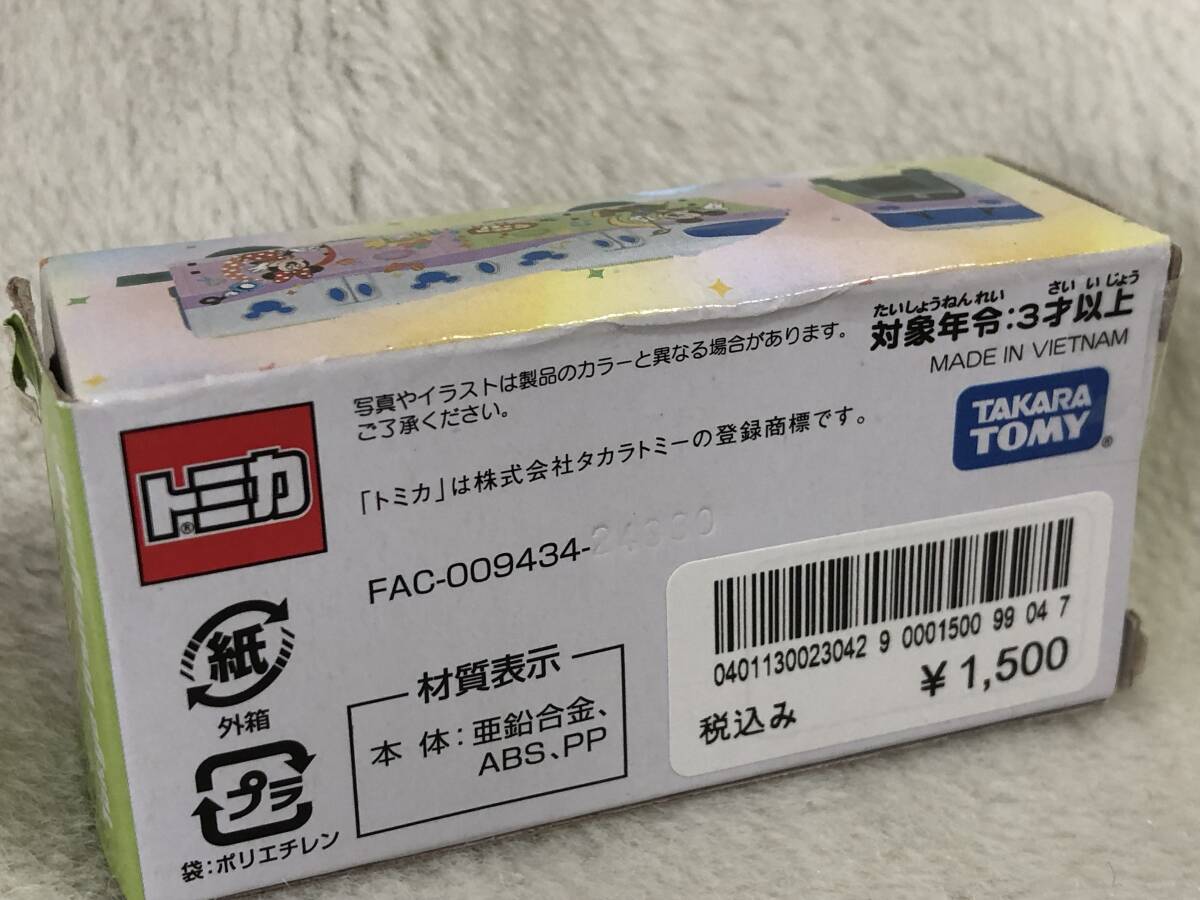 たいしょうねんれい さいいじょう
対象年令:3才以上
MADE IN VIETNAM
TAKARA
TOMY®
写真やイラストは製品のカラーと異なる場合があります。
ご了承ください。
「トミカ」は株式会社タカラトミーの登録商標です。
トミカ®
FAC-009434-
紙
外箱
プラ
袋:ポリエチレン
材質表示
本 体:亜鉛合金、
ABS、PP
0401130023042 9 0001500 99 04 7
¥1,500
税込み